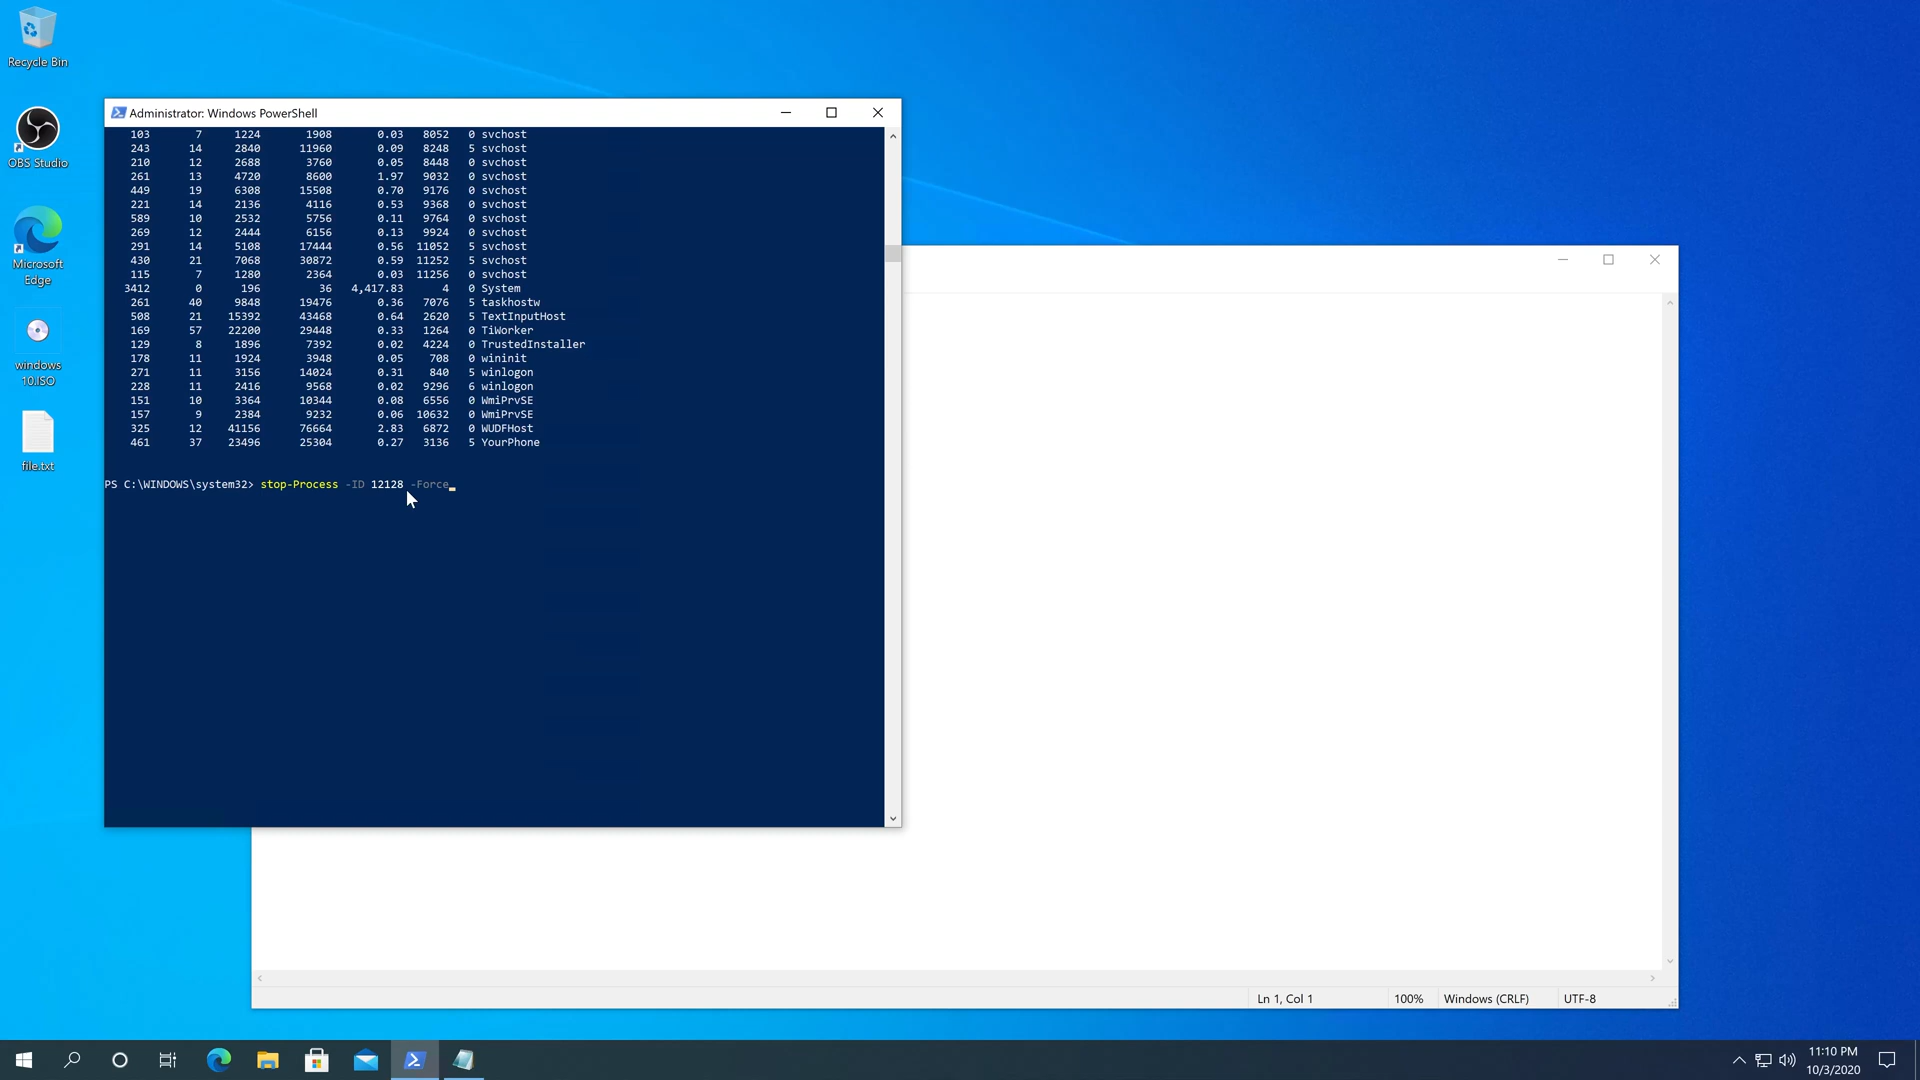 Recycle Bin
OBS Studio
Microsoft
Edge
windows
10.ISO
file.txt
Administrator: Windows PowerShell
103 7 1224 1908 0.03 8052 0 svchost
243 14 2840 11960 0.09 8248 5 svchost
210 12 2688 3760 0.05 8448 0 svchost
261 13 4720 8600 1.97 9032 0 svchost
449 19 6308 15508 0.70 9176 0 svchost
221 14 2136 4116 0.53 9368 0 svchost
589 10 2532 5756 0.11 9764 0 svchost
269 12 2444 6156 0.13 9924 0 svchost
291 14 5108 17444 0.56 11052 5 svchost
430 21 7068 30872 0.59 11252 5 svchost
115 7 1280 2364 0.03 11256 0 svchost
3412 0 196 36 4,417.83 4 0 System
261 40 9848 19476 0.36 7076 5 taskhostw
508 21 15392 43468 0.64 2620 5 TextInputHost
169 57 22200 29448 0.33 1264 0 TiWorker
129 8 1896 7392 0.02 4224 0 TrustedInstaller
178 11 1924 3948 0.05 708 0 wininit
271 11 3156 14024 0.31 840 5 winlogon
228 11 2416 9568 0.02 9296 6 winlogon
151 10 3364 10344 0.08 6556 0 WmiPrvSE
157 9 2384 9232 0.06 10632 0 WmiPrvSE
325 12 41156 76664 2.83 6872 0 WUDFHost
461 37 23496 25304 0.27 3136 5 YourPhone
PS C:\WINDOWS\system32> stop-Process -ID 12128 -Force_
Ln 1, Col 1
100%
Windows (CRLF)
UTF-8
11:10 PM
10/3/2020